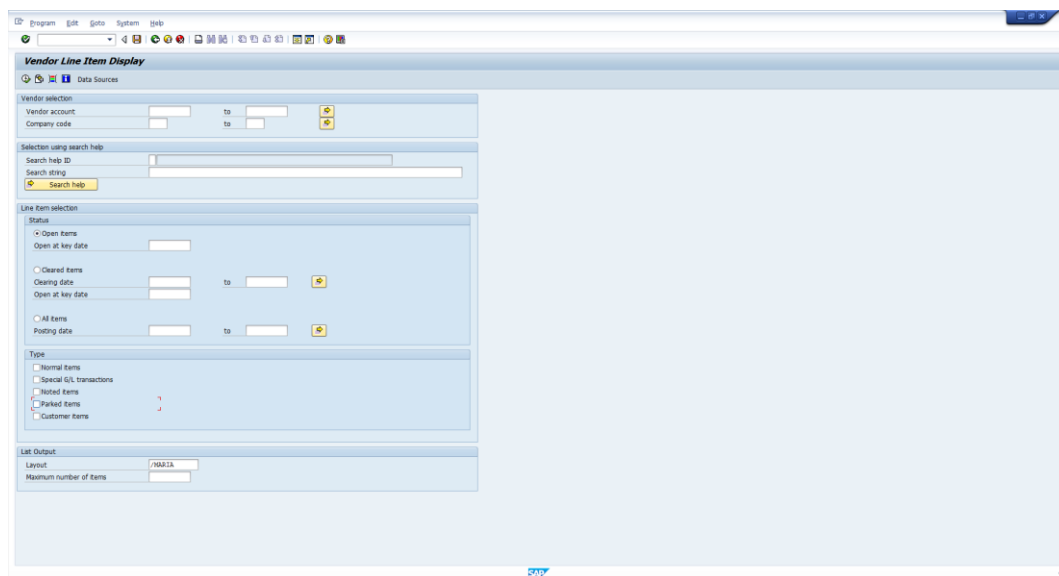 Program Edit Goto System Help
Vendor Line Item Display
Data Sources
Vendor selection
Vendor account to
Company code to
Selection using search help
Search help ID
Search string
Search help
Line item selection
Status
Open items
Open at key date
Cleared items
Clearing date to
Open at key date
All items
Posting date to
Type
Normal items
Special G/L transactions
Noted items
Parked items
Customer items
List Output
Layout /MARIA
Maximum number of items
SAP